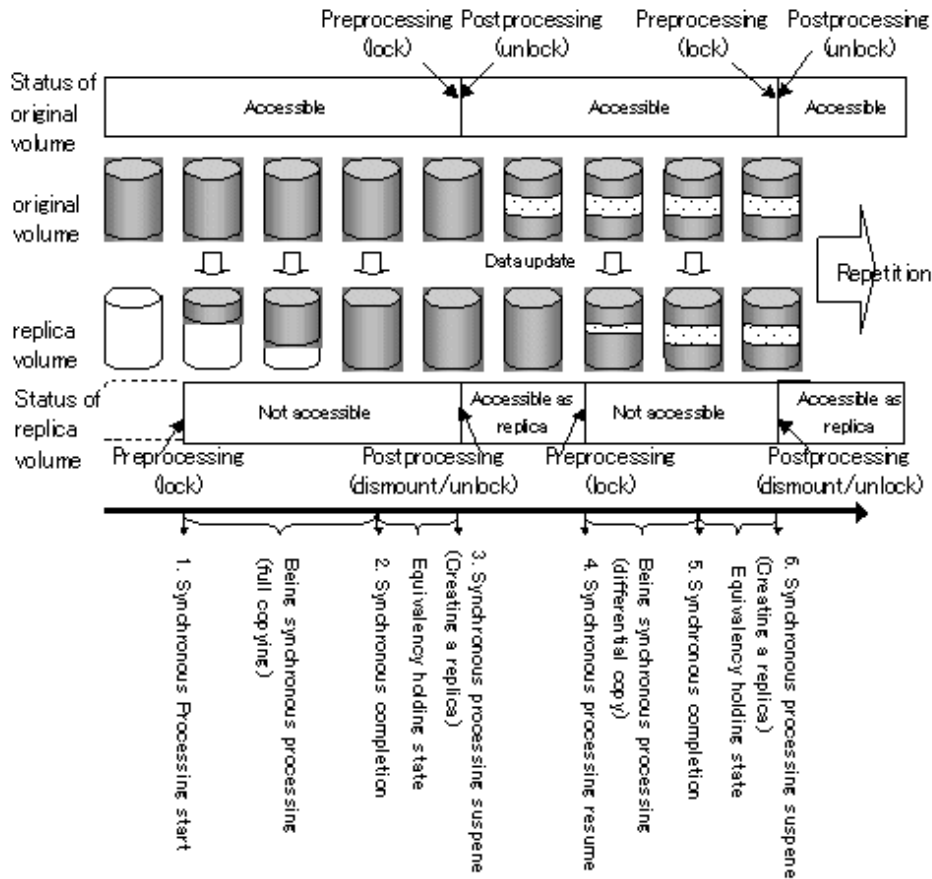 Preprocessing
(lock)
Postprocessing
(unlock)
Preprocessing
(lock)
Postprocessing
(unlock)
Status of
original
volume
Accessible
Accessible
Accessible
original
volume
Data update
Repetition
replica
volume
Status of
replica
volume
Not accessible
Accessible as
replica
Not accessible
Accessible as
replica
Preprocessing
(lock)
Postprocessing
(dismount/unlock)
Preprocessing
(lock)
Postprocessing
(dismount/unlock)
1. Synchronous Processing start
Being synchronous processing
(full copying)
2. Synchronous completion
Equivalency holding state
3. Synchronous processing suspene
(Creating a replica)
4. Synchronous processing resume
Being synchronous processing
(differential copy)
5. Synchronous completion
Equivalency holding state
6. Synchronous processing suspene
(Creating a replica)